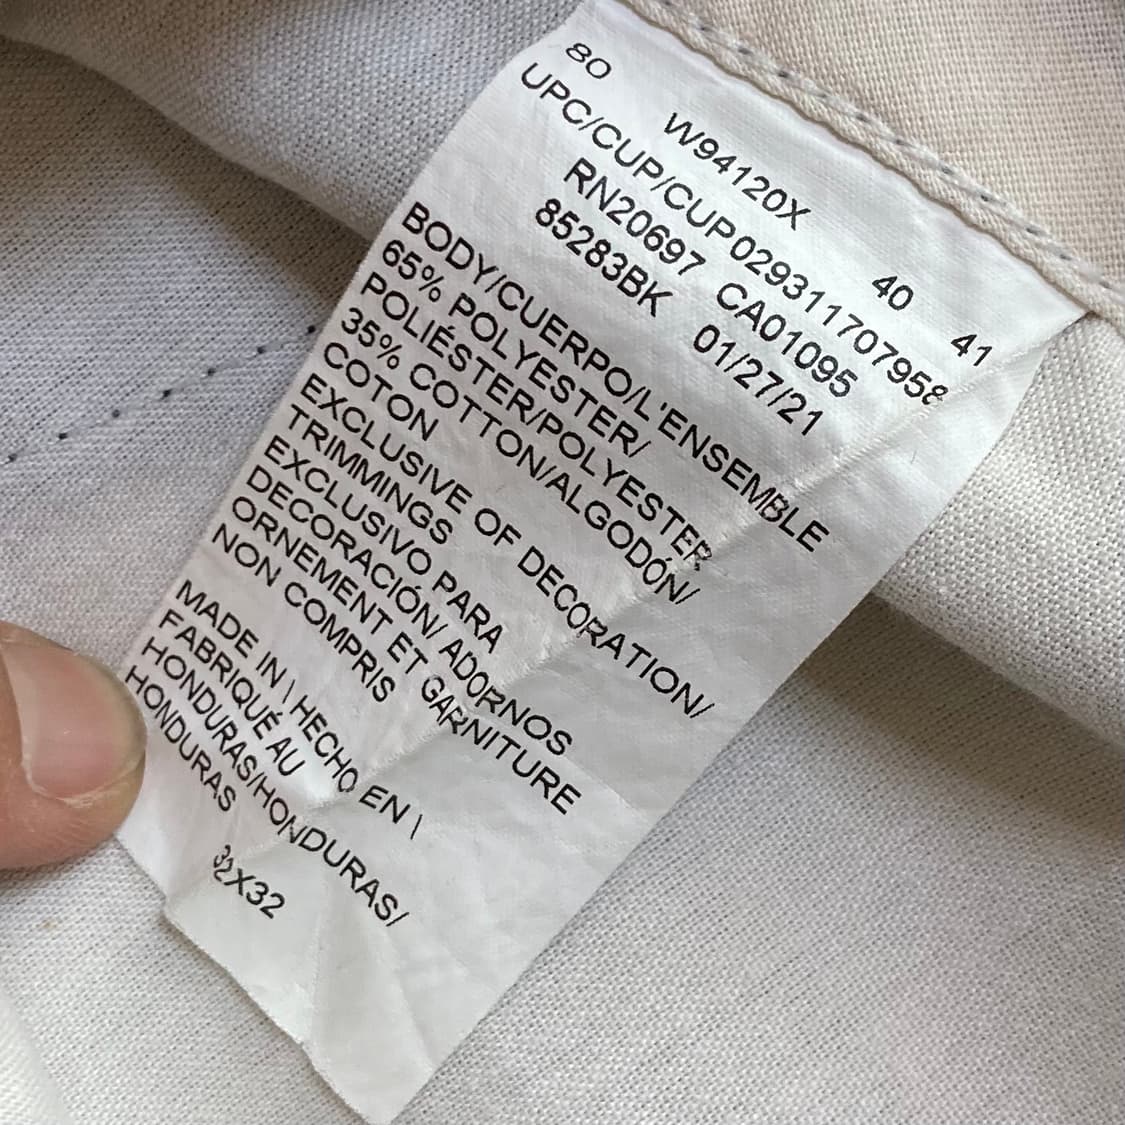 80 W94120X 40 41
UPC/CUP/CUP029311707958
RN20697 CA01095
85283BK 01/27/21
BODY/CUERPO/L'ENSEMBLE
65% POLYESTER/
POLIÉSTER/POLYESTER
35% COTTON/ALGODÓN/
COTON
EXCLUSIVE OF DECORATION/
TRIMMINGS
EXCLUSIVO PARA
DECORACIÓN/ ADORNOS
ORNEMENT ET GARNITURE
NON COMPRIS
MADE IN \ HECHO EN \
FABRIQUÉ AU
HONDURAS/HONDURAS/
HONDURAS
32X32